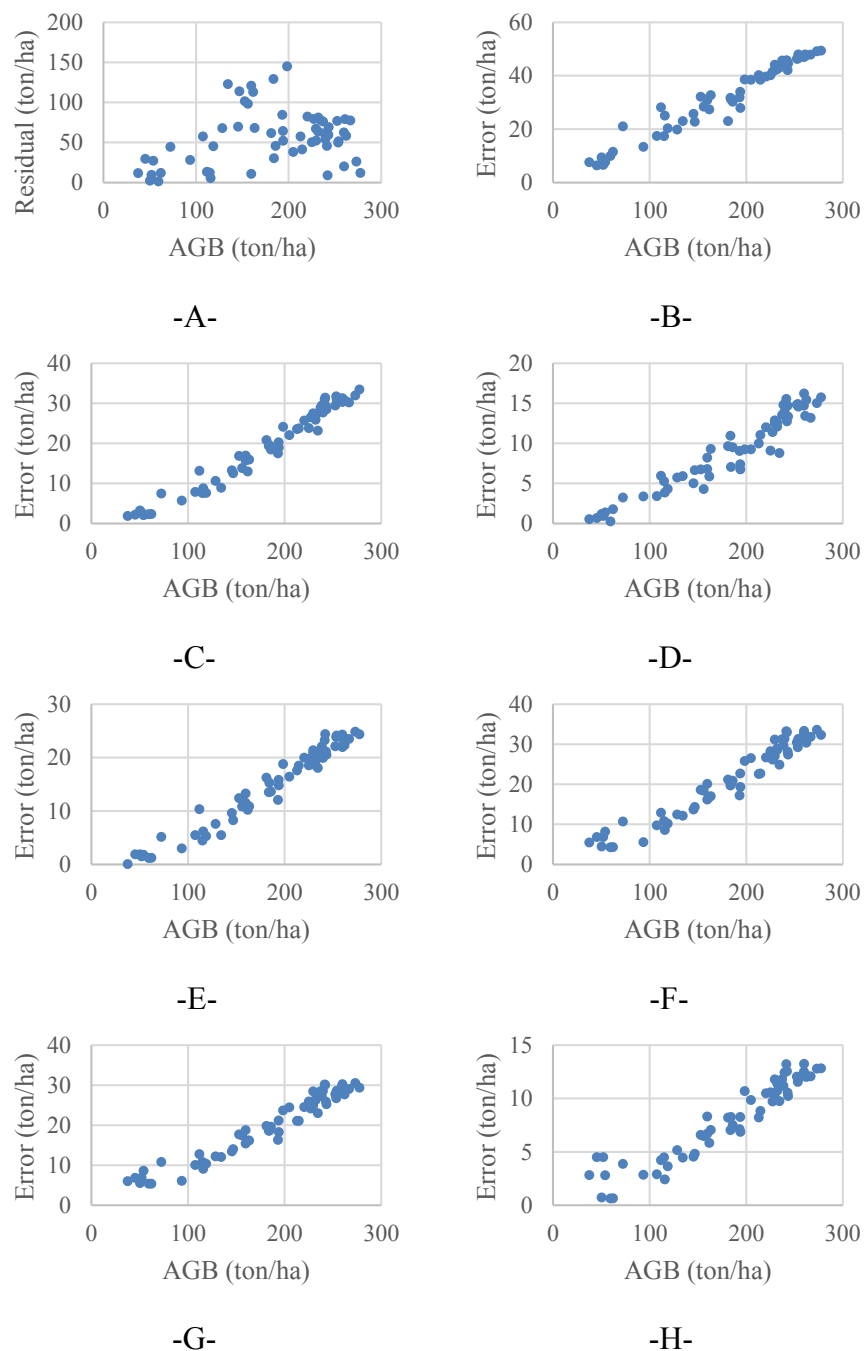 Residual (ton/ha)
200
150
100
50
0
0 100 200 300
AGB (ton/ha)
-A-
Error (ton/ha)
60
40
20
0
0 100 200 300
AGB (ton/ha)
-B-
Error (ton/ha)
40
30
20
10
0
0 100 200 300
AGB (ton/ha)
-C-
Error (ton/ha)
20
15
10
5
0
0 100 200 300
AGB (ton/ha)
-D-
Error (ton/ha)
30
20
10
0
0 100 200 300
AGB (ton/ha)
-E-
Error (ton/ha)
40
30
20
10
0
0 100 200 300
AGB (ton/ha)
-F-
Error (ton/ha)
40
30
20
10
0
0 100 200 300
AGB (ton/ha)
-G-
Error (ton/ha)
15
10
5
0
0 100 200 300
AGB (ton/ha)
-H-